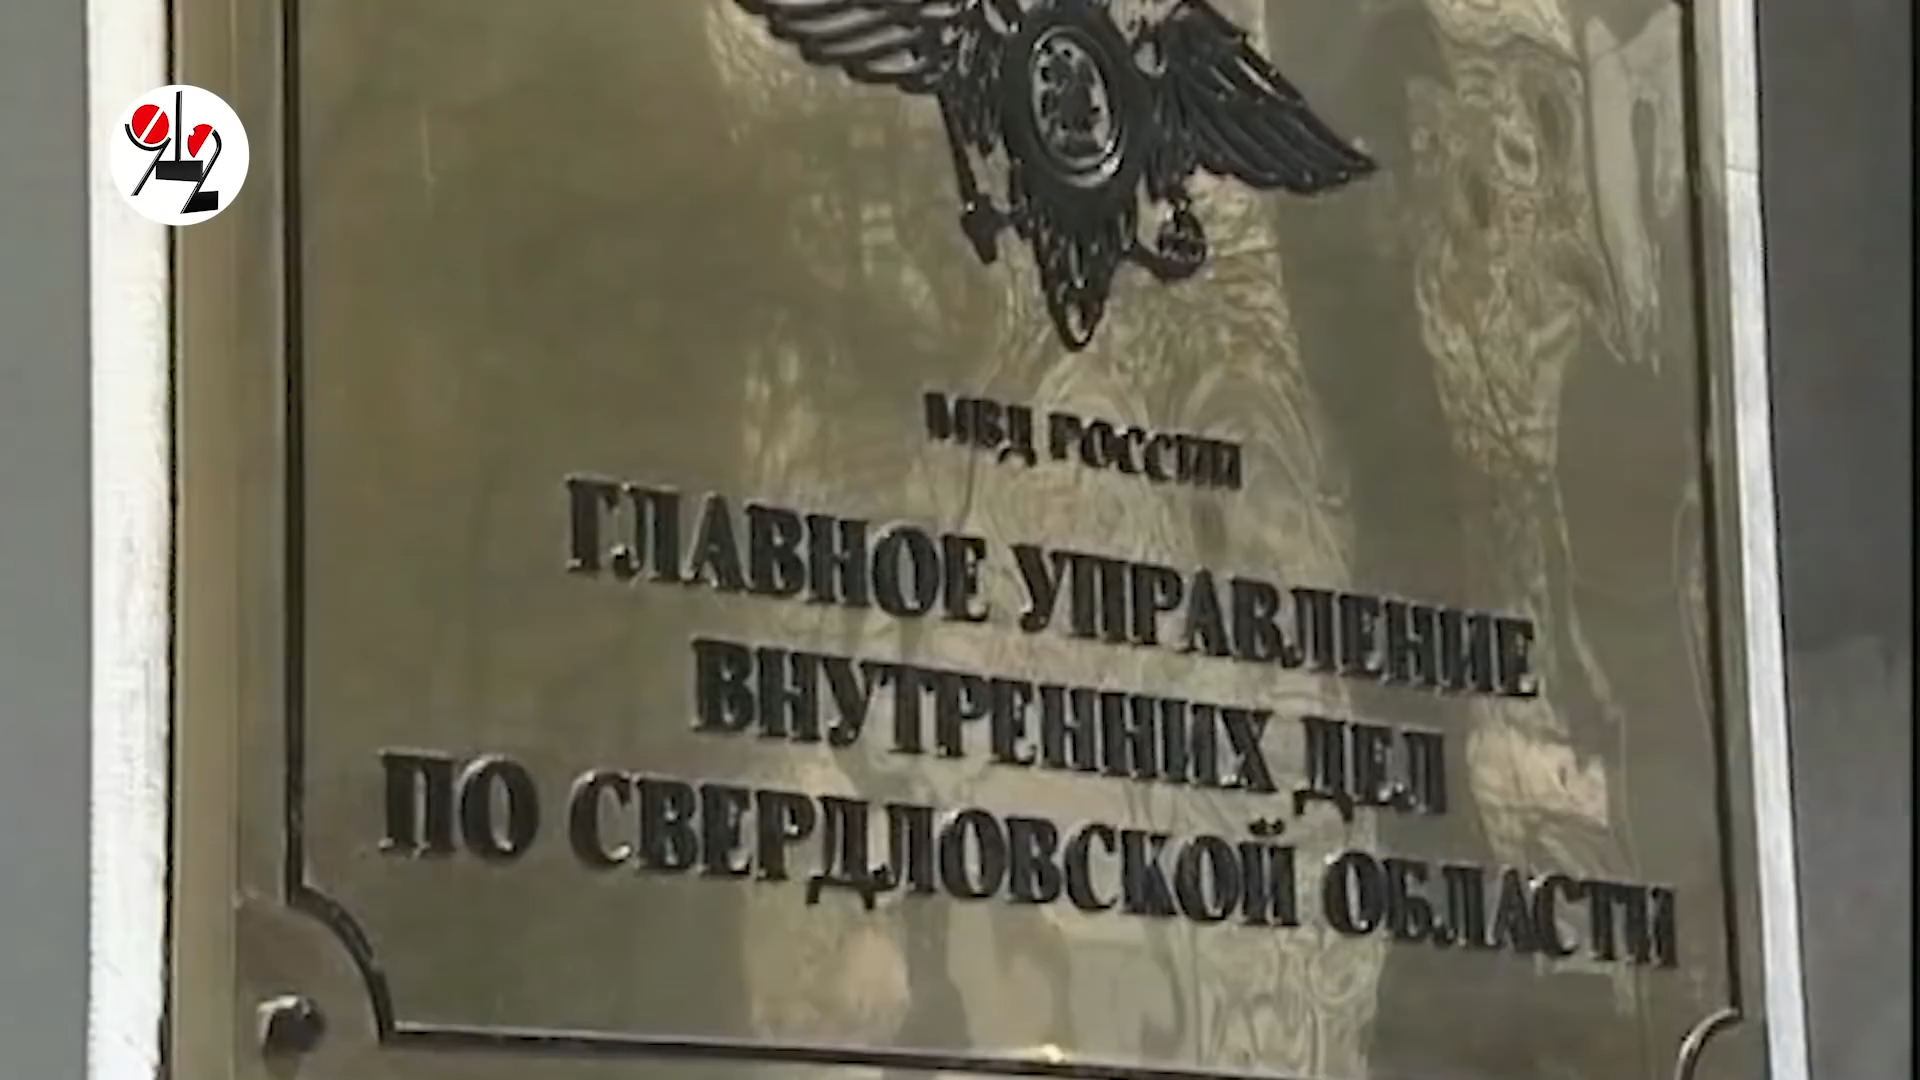 МВД РОССИИ
ГЛАВНОЕ УПРАВЛЕНИЕ
ВНУТРЕННИХ ДЕЛ
ПО СВЕРДЛОВСКОЙ ОБЛАСТИ